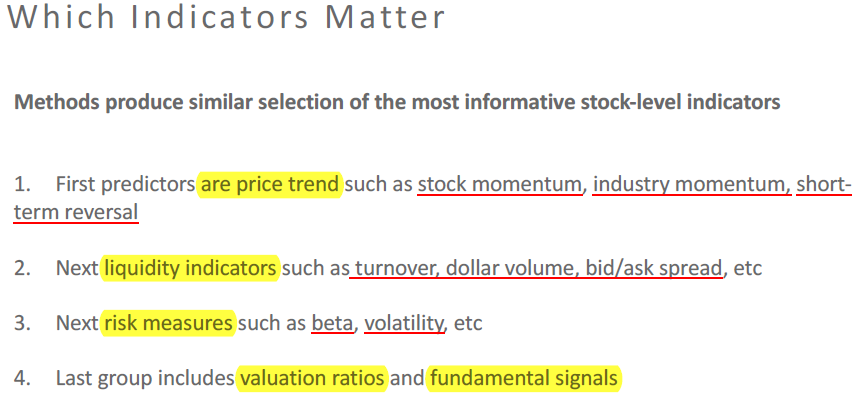 Which Indicators Matter
Methods produce similar selection of the most informative stock-level indicators
1. First predictors are price trend such as stock momentum, industry momentum, short-
term reversal
2. Next liquidity indicators such as turnover, dollar volume, bid/ask spread, etc
3. Next risk measures such as beta, volatility, etc
4. Last group includes valuation ratios and fundamental signals